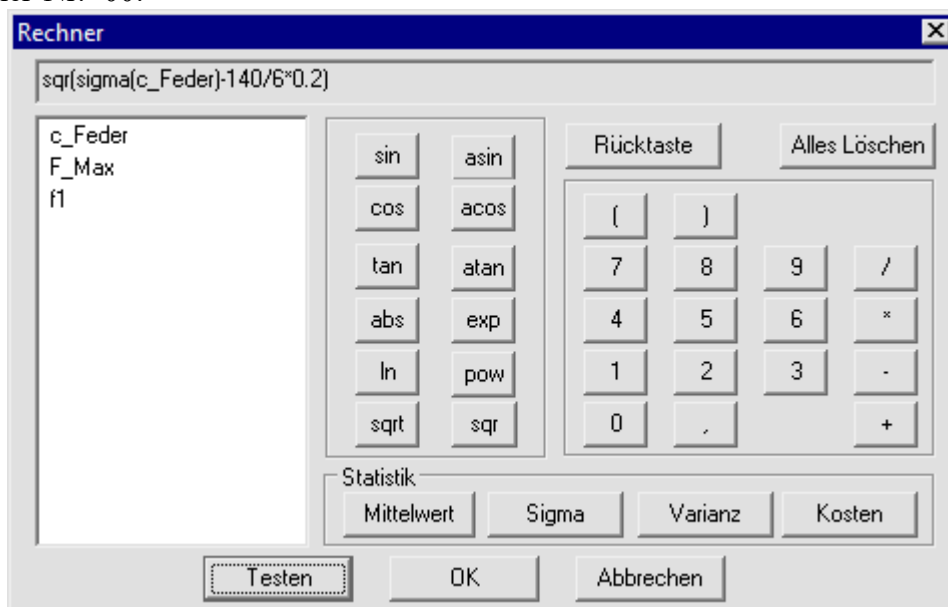 Rechner
sqr(sigma(c_Feder)-140/6*0.2)
c_Feder
F_Max
f1
sin asin
cos acos
tan atan
abs exp
ln pow
sqrt sqr
Rücktaste Alles Löschen
( )
7 8 9 /
4 5 6 *
1 2 3 -
0 , +
Statistik
Mittelwert Sigma Varianz Kosten
Testen OK Abbrechen